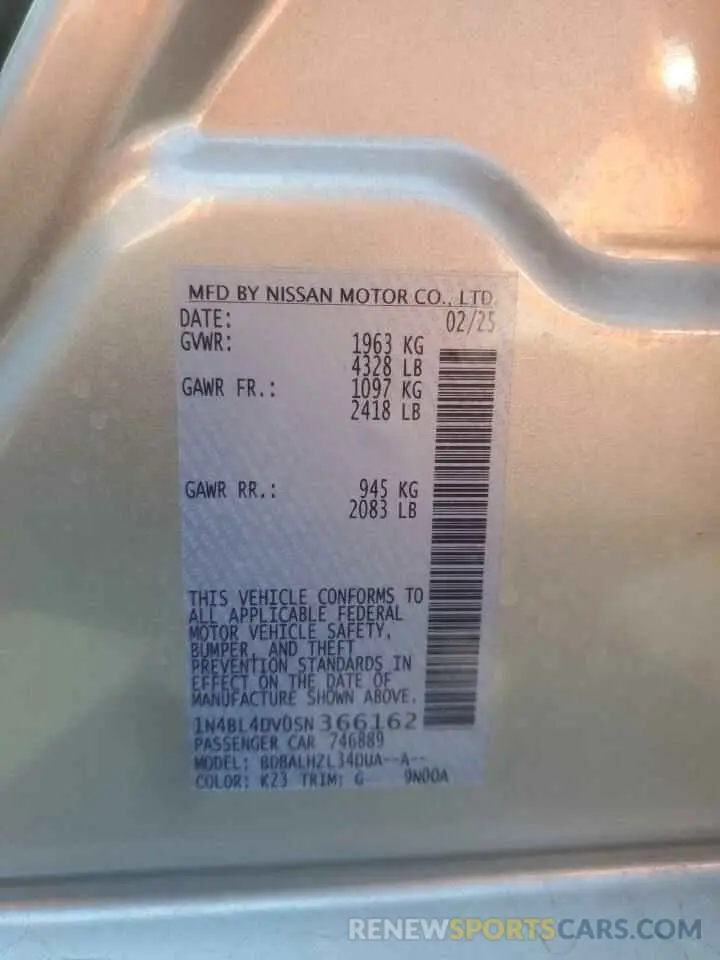 MFD BY NISSAN MOTOR CO., LTD.
DATE: 02/25
GVWR: 1963 KG
4328 LB
GAWR FR.: 1097 KG
2418 LB
GAWR RR.: 945 KG
2083 LB
THIS VEHICLE CONFORMS TO
ALL APPLICABLE FEDERAL
MOTOR VEHICLE SAFETY,
BUMPER, AND THEFT
PREVENTION STANDARDS IN
EFFECT ON THE DATE OF
MANUFACTURE SHOWN ABOVE.
1N4BL4DV0SN366162
PASSENGER CAR 746889
MODEL: BDBALHZL34DUA--A--
COLOR: K23 TRIM: G 9N00A
RENEWSPORTSCARS.COM